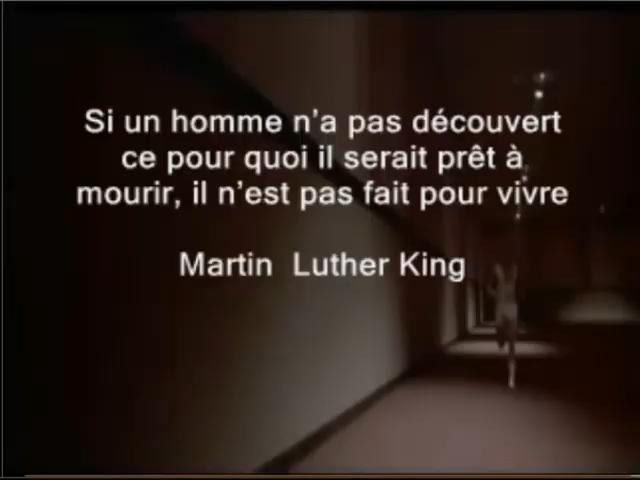 Si un homme n'a pas découvert
ce pour quoi il serait prêt à
mourir, il n'est pas fait pour vivre
Martin Luther King